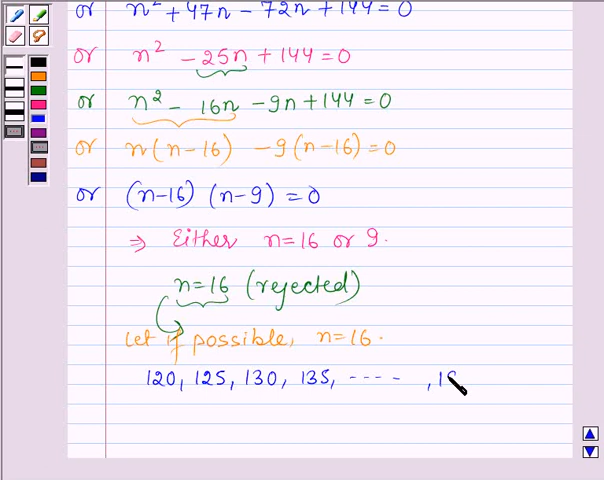 or n² + 47n - 72n + 144 = 0
or n² - 25n + 144 = 0
or n² - 16n - 9n + 144 = 0
or n(n-16) - 9(n-16) = 0
or (n-16) (n-9) = 0
⇒ Either n=16 or 9.
n=16 (rejected)
Let if possible, n=16.
120, 125, 130, 135, ---- ,